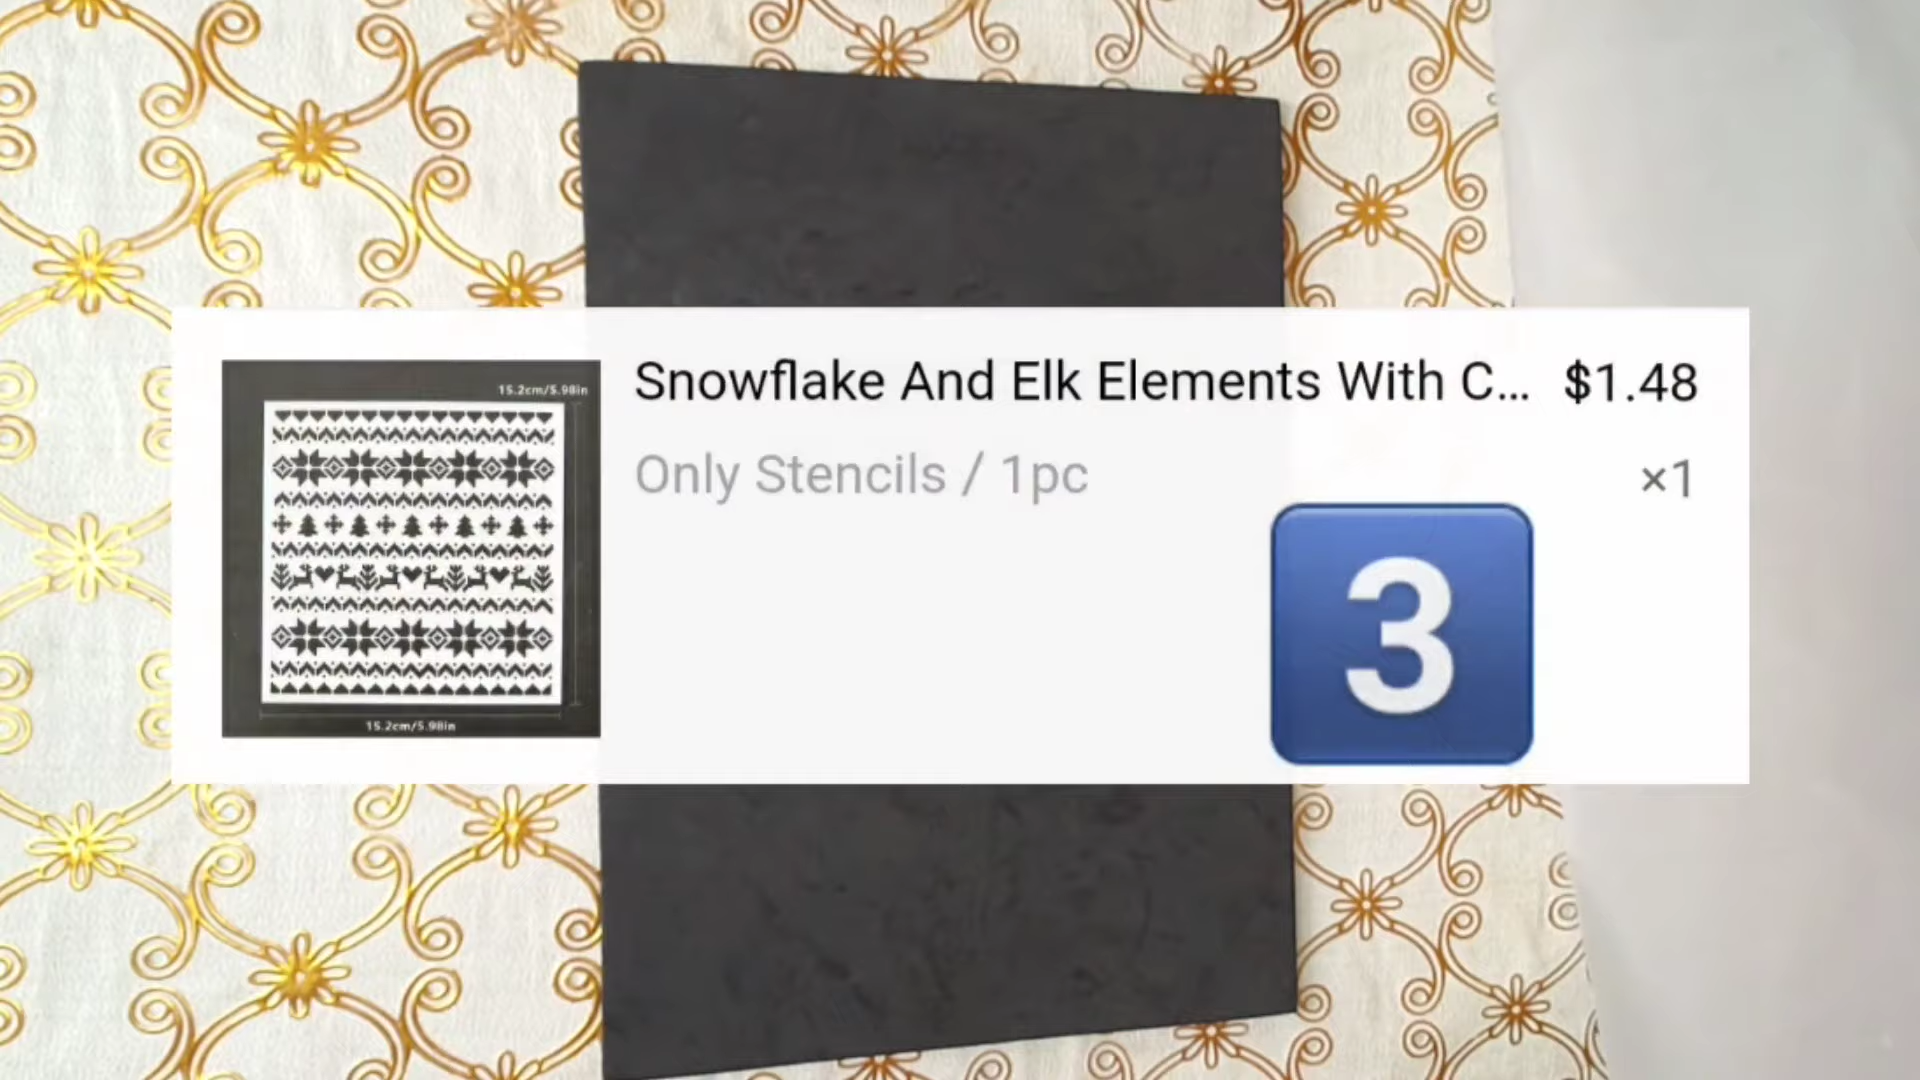 15.2cm/5.98in
Snowflake And Elk Elements With C... $1.48
Only Stencils / 1pc
×1
3
15.2cm/5.98in